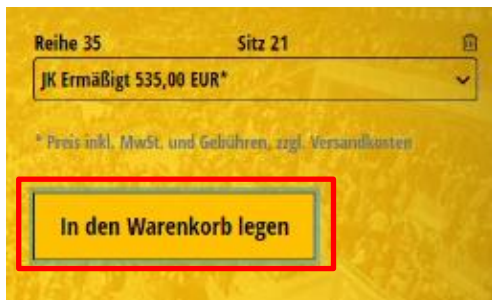 Reihe 35 Sitz 21
JK Ermäßigt 535,00 EUR*
* Preis inkl. MwSt. und Gebühren, zzgl. Versandkosten
In den Warenkorb legen